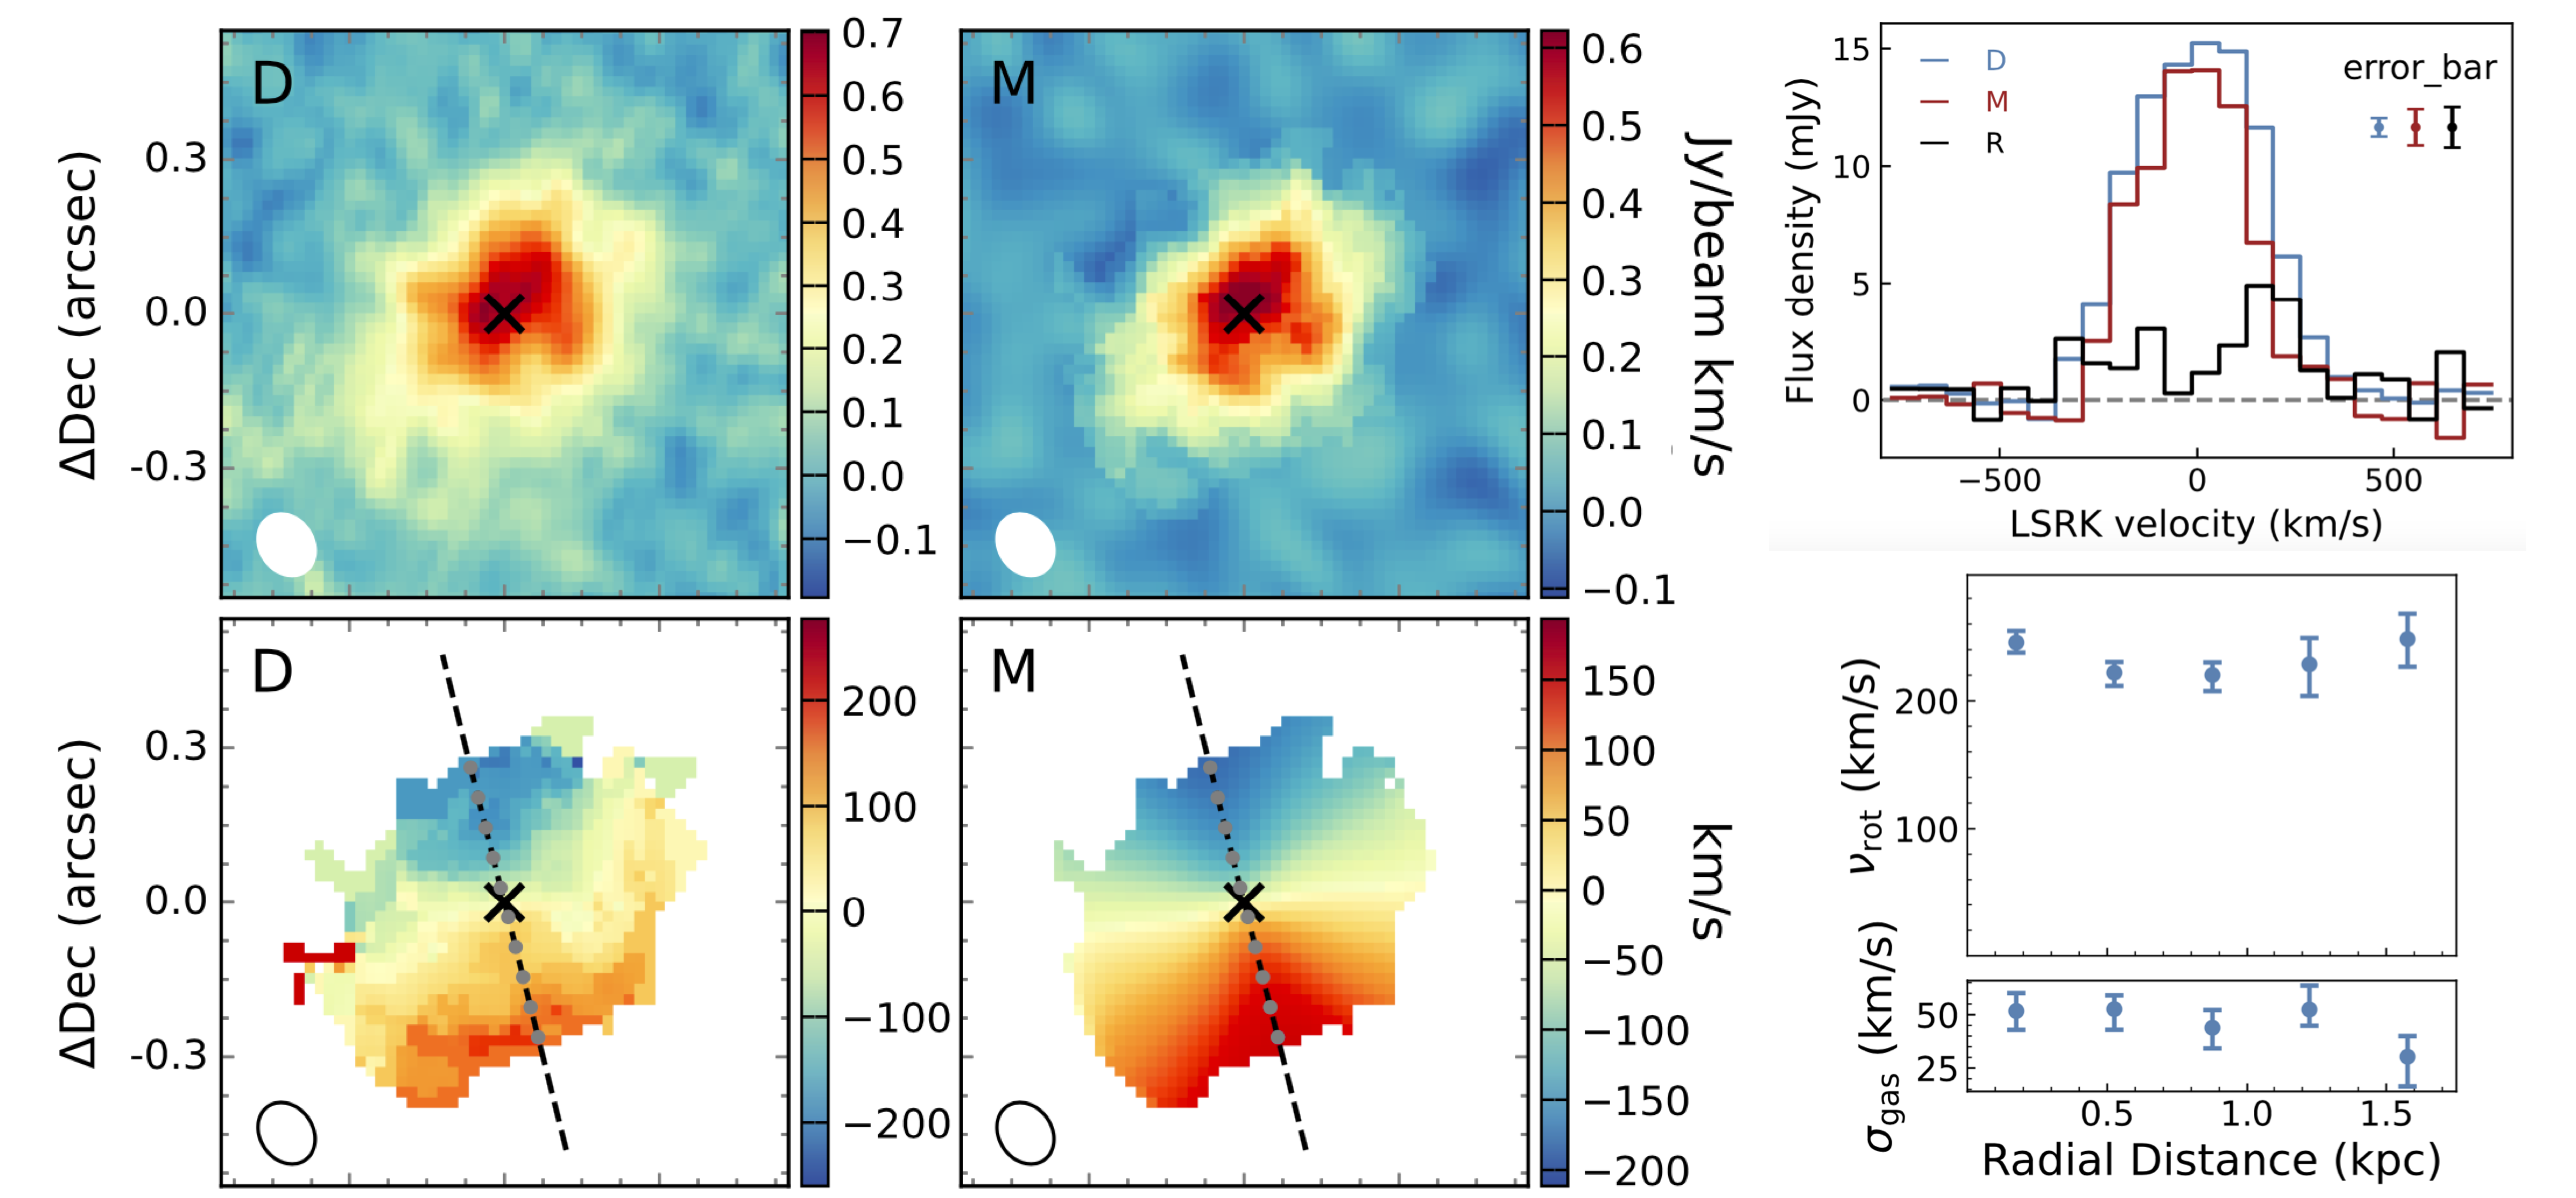 D
0.3
0.0
-0.3
ΔDec (arcsec)
0.7
0.6
0.5
0.4
0.3
0.2
0.1
0.0
−0.1
M
0.6
0.5
0.4
0.3
0.2
0.1
0.0
−0.1
Jy/beam km/s
D
M
R
error_bar
15
10
5
0
Flux density (mJy)
−500
0
500
LSRK velocity (km/s)
D
0.3
0.0
-0.3
ΔDec (arcsec)
200
100
0
−100
−200
M
150
100
50
0
−50
−100
−150
−200
km/s
200
100
νrot (km/s)
50
25
σgas (km/s)
0.5
1.0
1.5
Radial Distance (kpc)